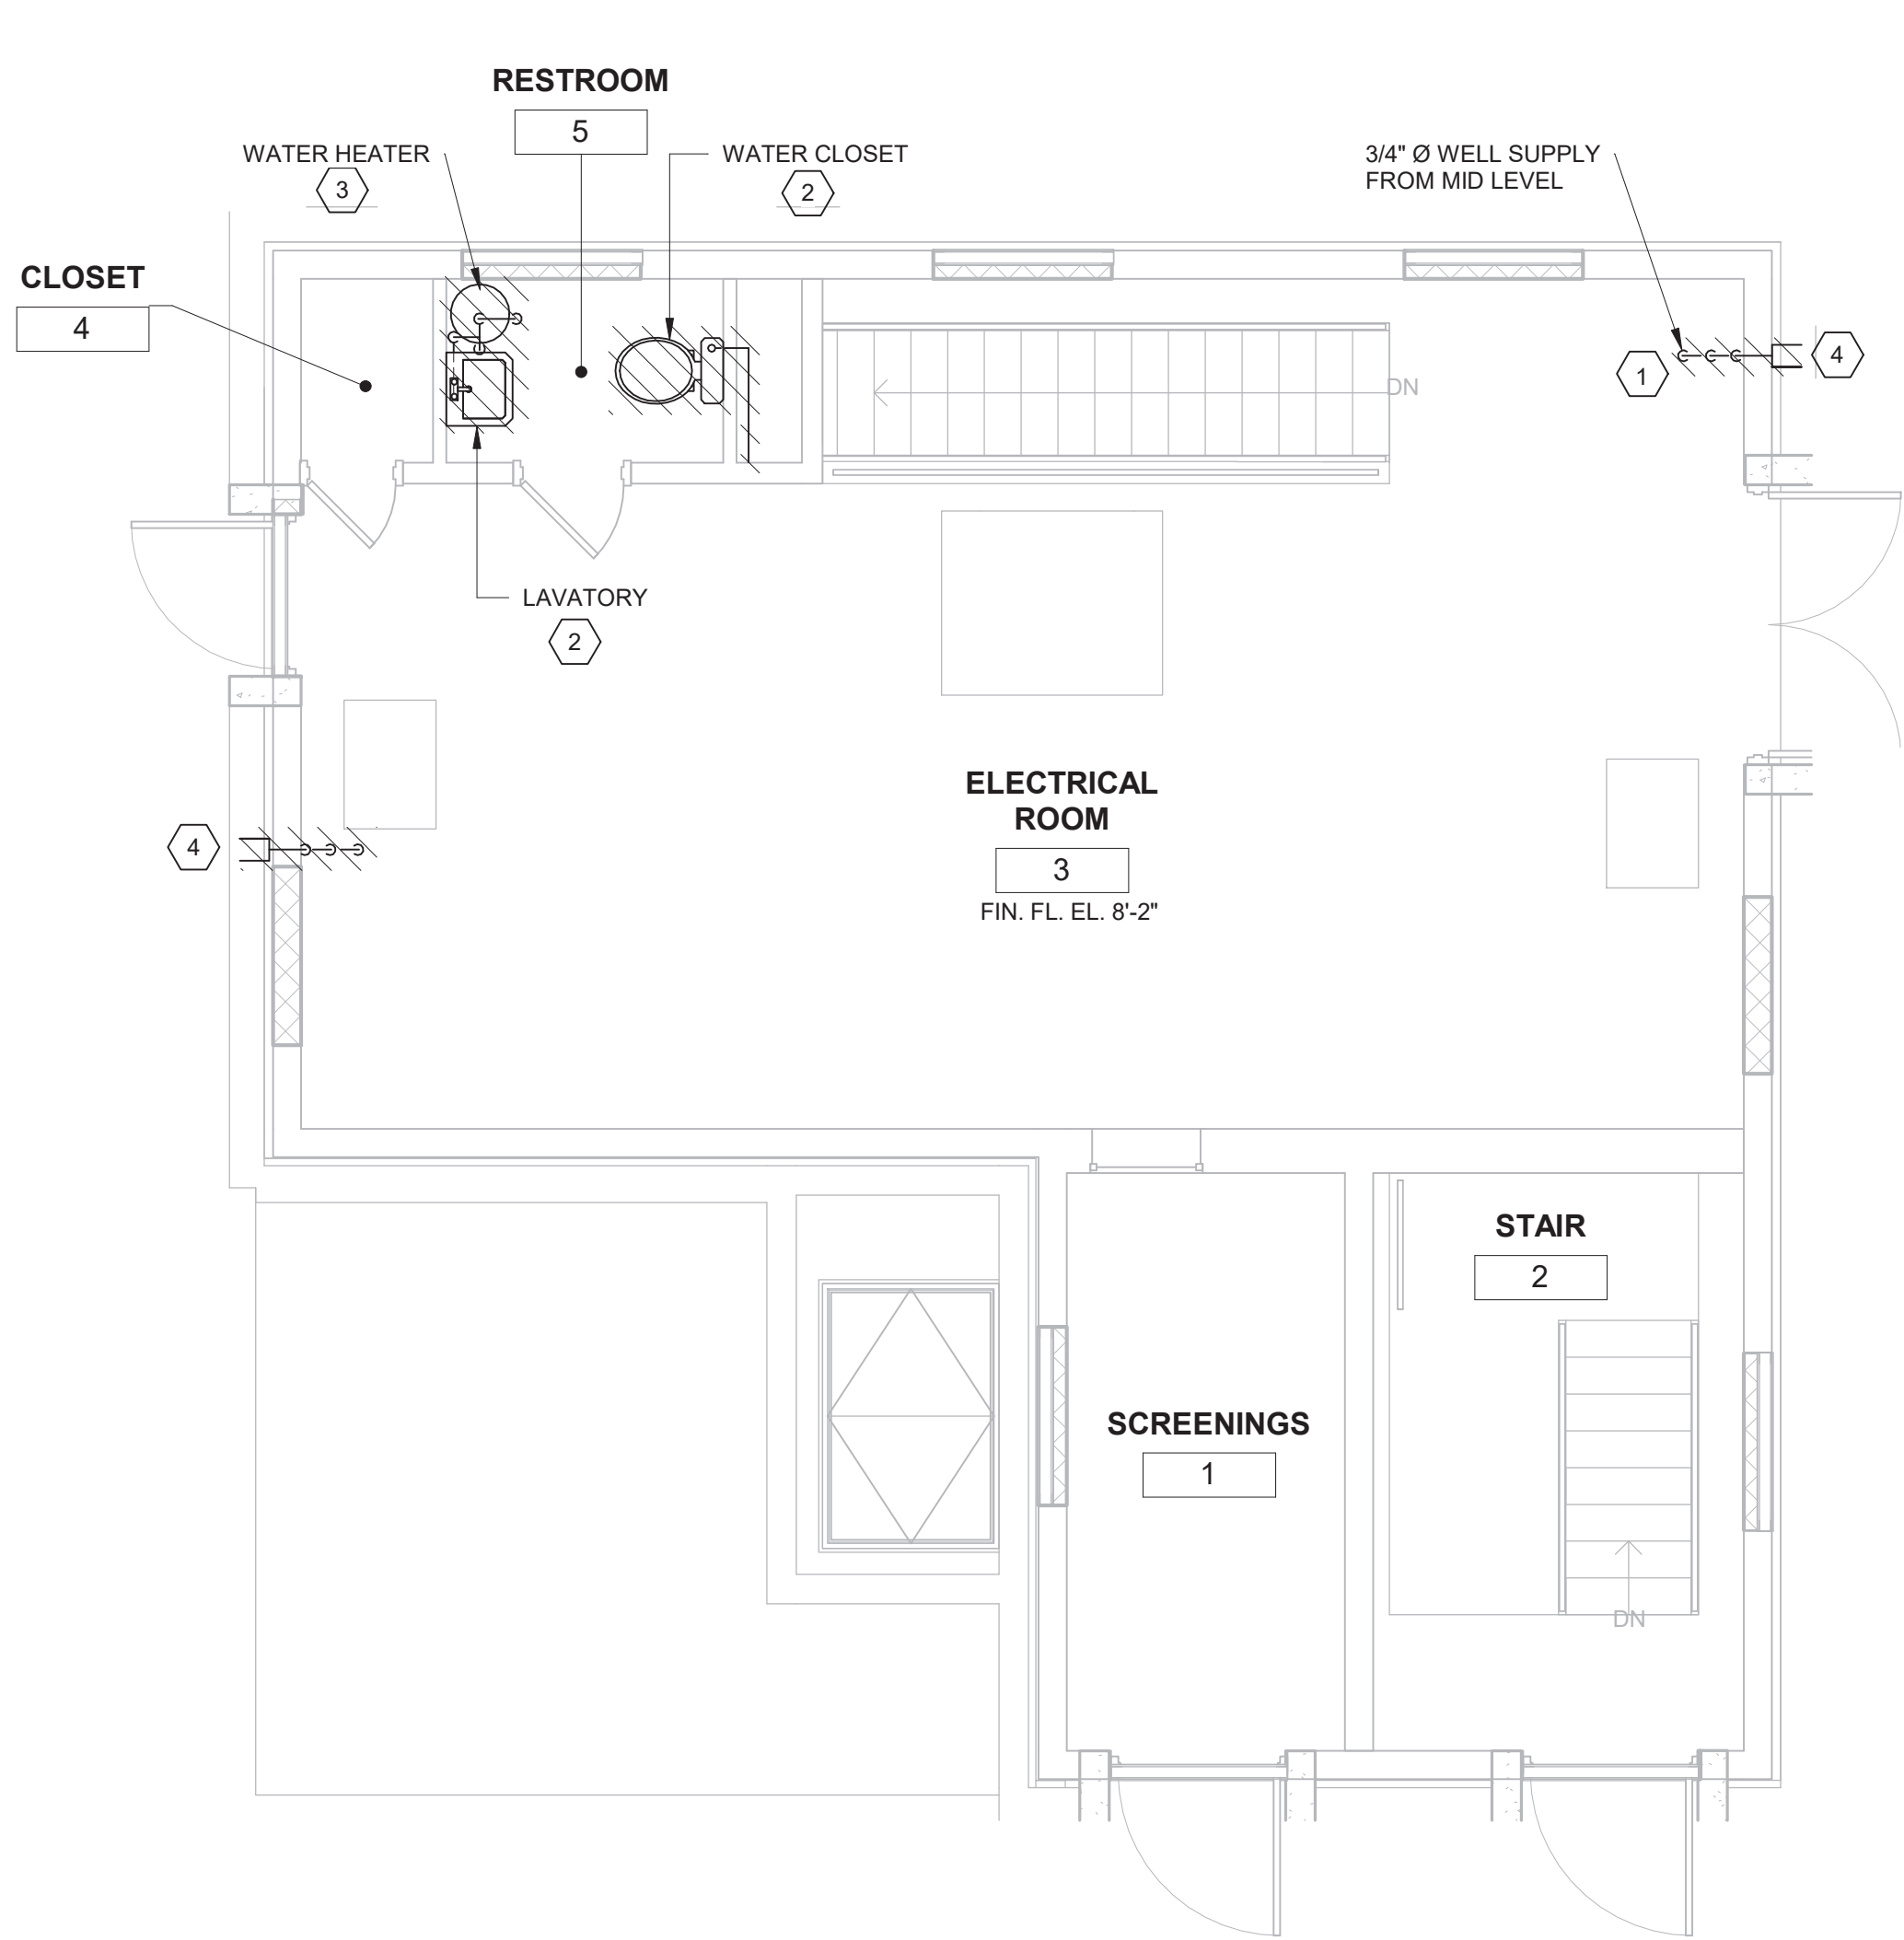 RESTROOM
5
WATER HEATER
3
WATER CLOSET
2
3/4" Ø WELL SUPPLY
FROM MID LEVEL
CLOSET
4
1
4
DN
LAVATORY
2
ELECTRICAL
ROOM
3
FIN. FL. EL. 8'-2"
4
STAIR
2
SCREENINGS
1
DN